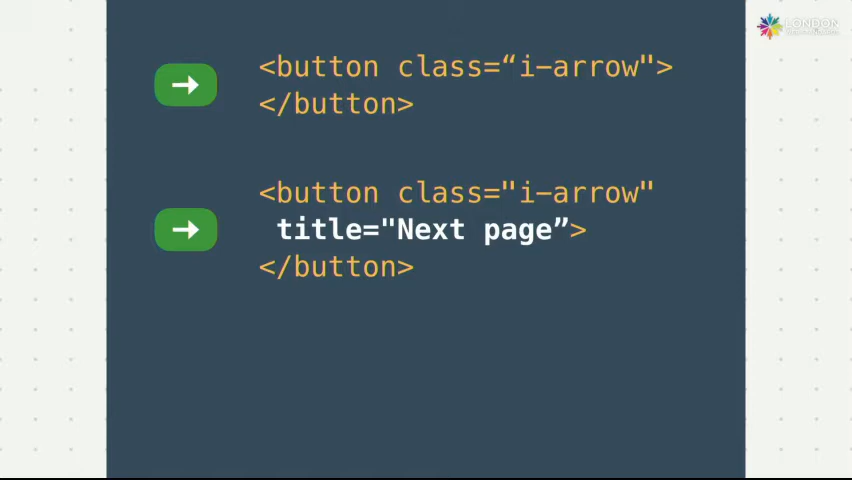 LONDON
<button class=“i-arrow">
</button>
<button class="i-arrow"
title="Next page”>
</button>